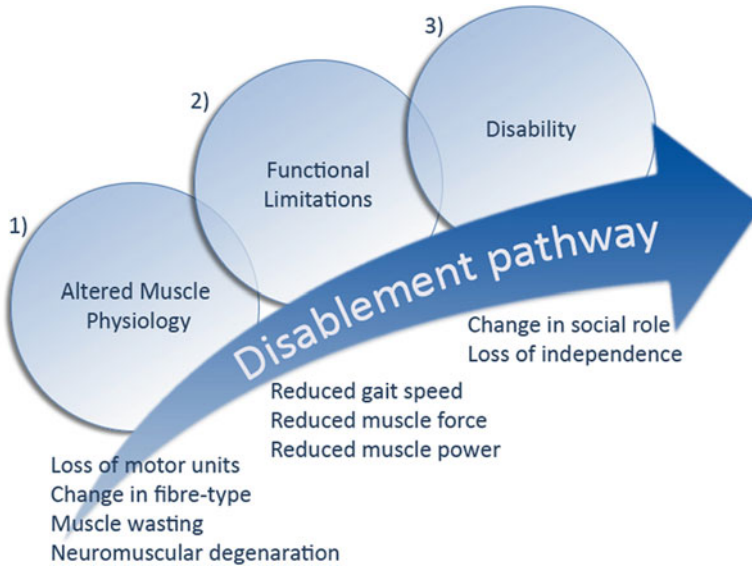 1)
Altered Muscle
Physiology
2)
Functional
Limitations
3)
Disability
Disablement pathway
Loss of motor units
Change in fibre-type
Muscle wasting
Neuromuscular degenaration
Reduced gait speed
Reduced muscle force
Reduced muscle power
Change in social role
Loss of independence